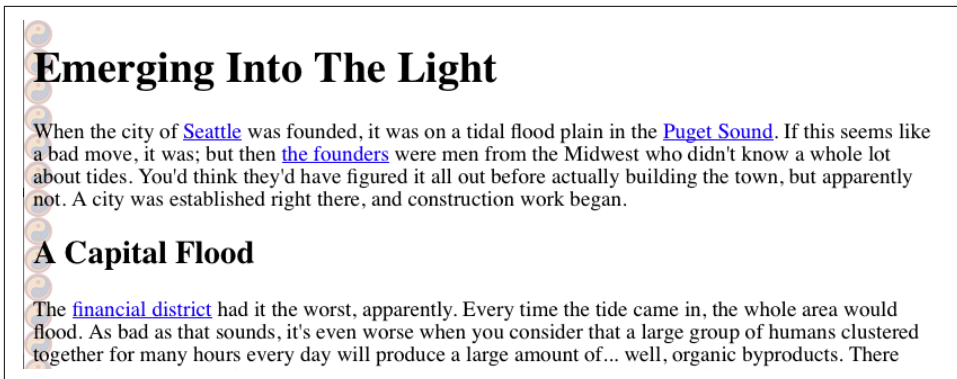 Emerging Into The Light
When the city of Seattle was founded, it was on a tidal flood plain in the Puget Sound. If this seems like
a bad move, it was; but then the founders were men from the Midwest who didn't know a whole lot
about tides. You'd think they'd have figured it all out before actually building the town, but apparently
not. A city was established right there, and construction work began.
A Capital Flood
The financial district had it the worst, apparently. Every time the tide came in, the whole area would
flood. As bad as that sounds, it's even worse when you consider that a large group of humans clustered
together for many hours every day will produce a large amount of... well, organic byproducts. There